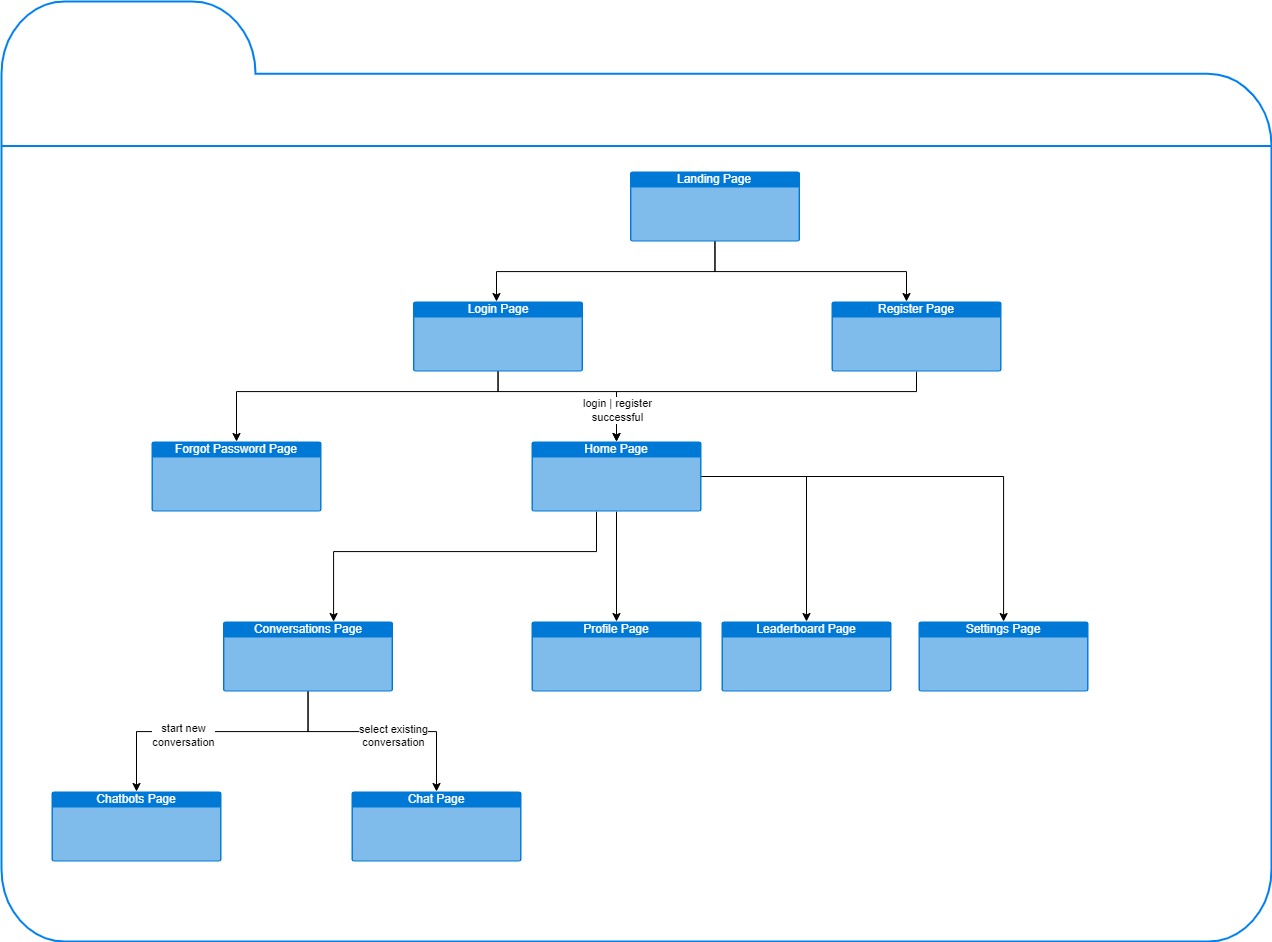 Landing Page
Login Page
Register Page
login | register
successful
Forgot Password Page
Home Page
Conversations Page
Profile Page
Leaderboard Page
Settings Page
start new
conversation
select existing
conversation
Chatbots Page
Chat Page